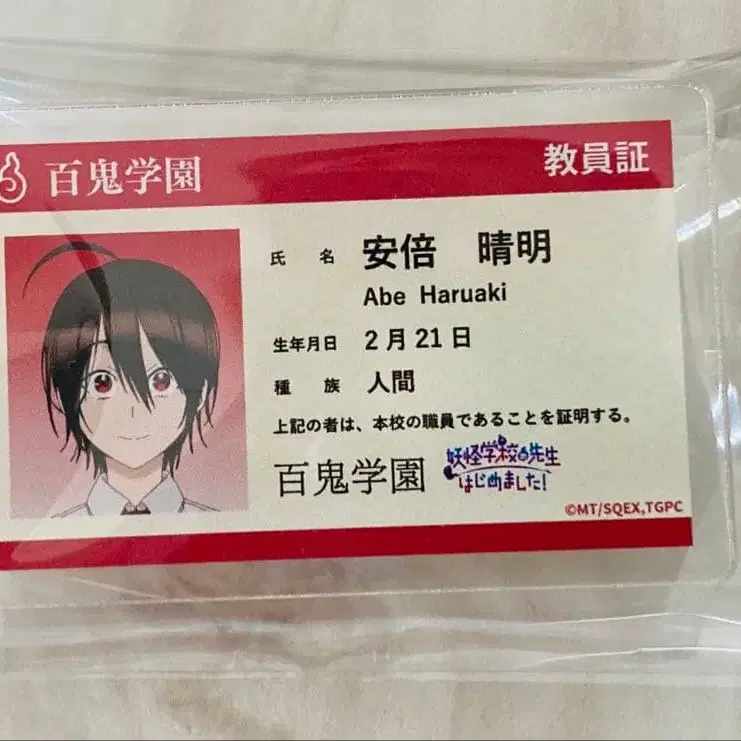 百鬼学園 教員証
氏 名 安倍 晴明
Abe Haruaki
生年月日 2月21日
種 族 人間
上記の者は、本校の職員であることを証明する。
百鬼学園
妖怪学校の先生
はじめました!
©MT/SQEX,TGPC